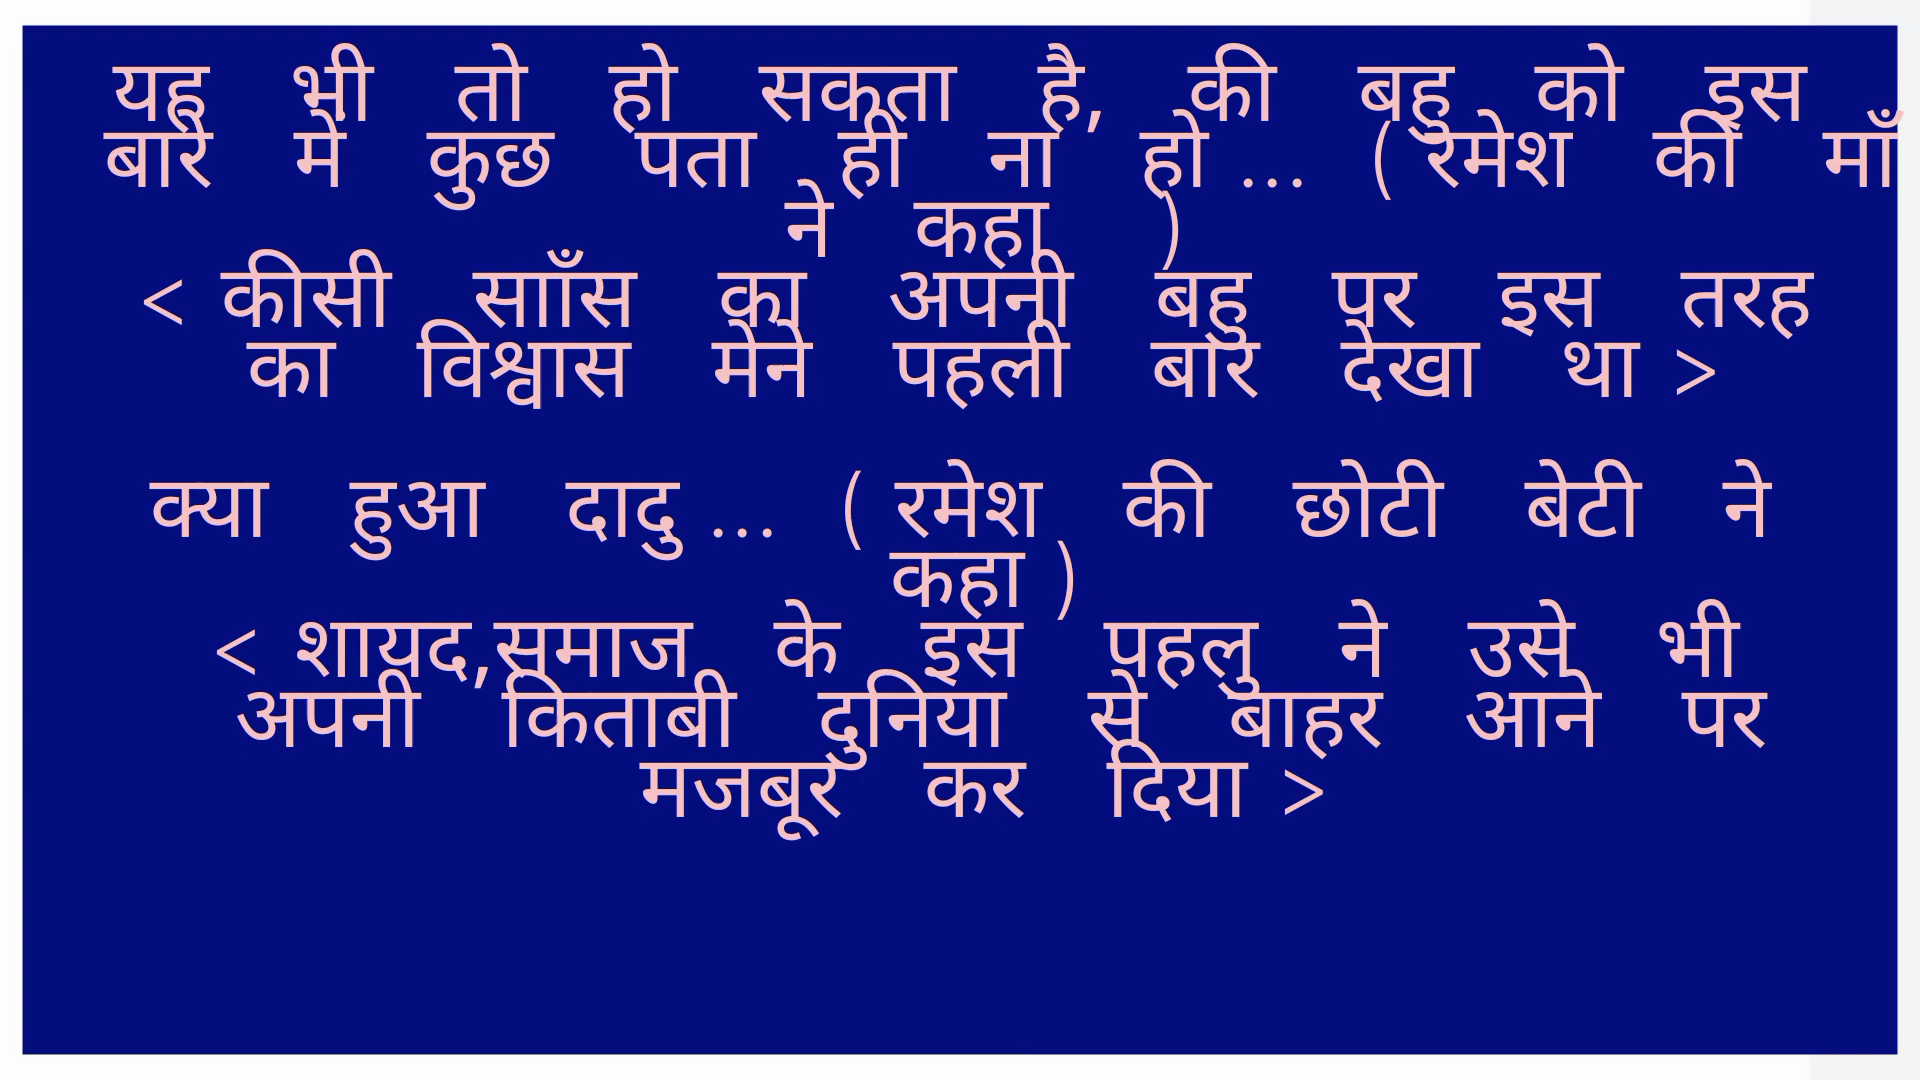 यह भी तो हो सकता है, की बहु को इस
बारे में कुछ पता ही ना हो ... ( रमेश की माँ
ने कहा )
< कीसी सााँस का अपनी बहु पर इस तरह
का विश्वास मेने पहली बार देखा था >
क्या हुआ दादु ... ( रमेश की छोटी बेटी ने
कहा )
< शायद,समाज के इस पहलु ने उसे भी
अपनी किताबी दुनिया से बाहर आने पर
मजबूर कर दिया >